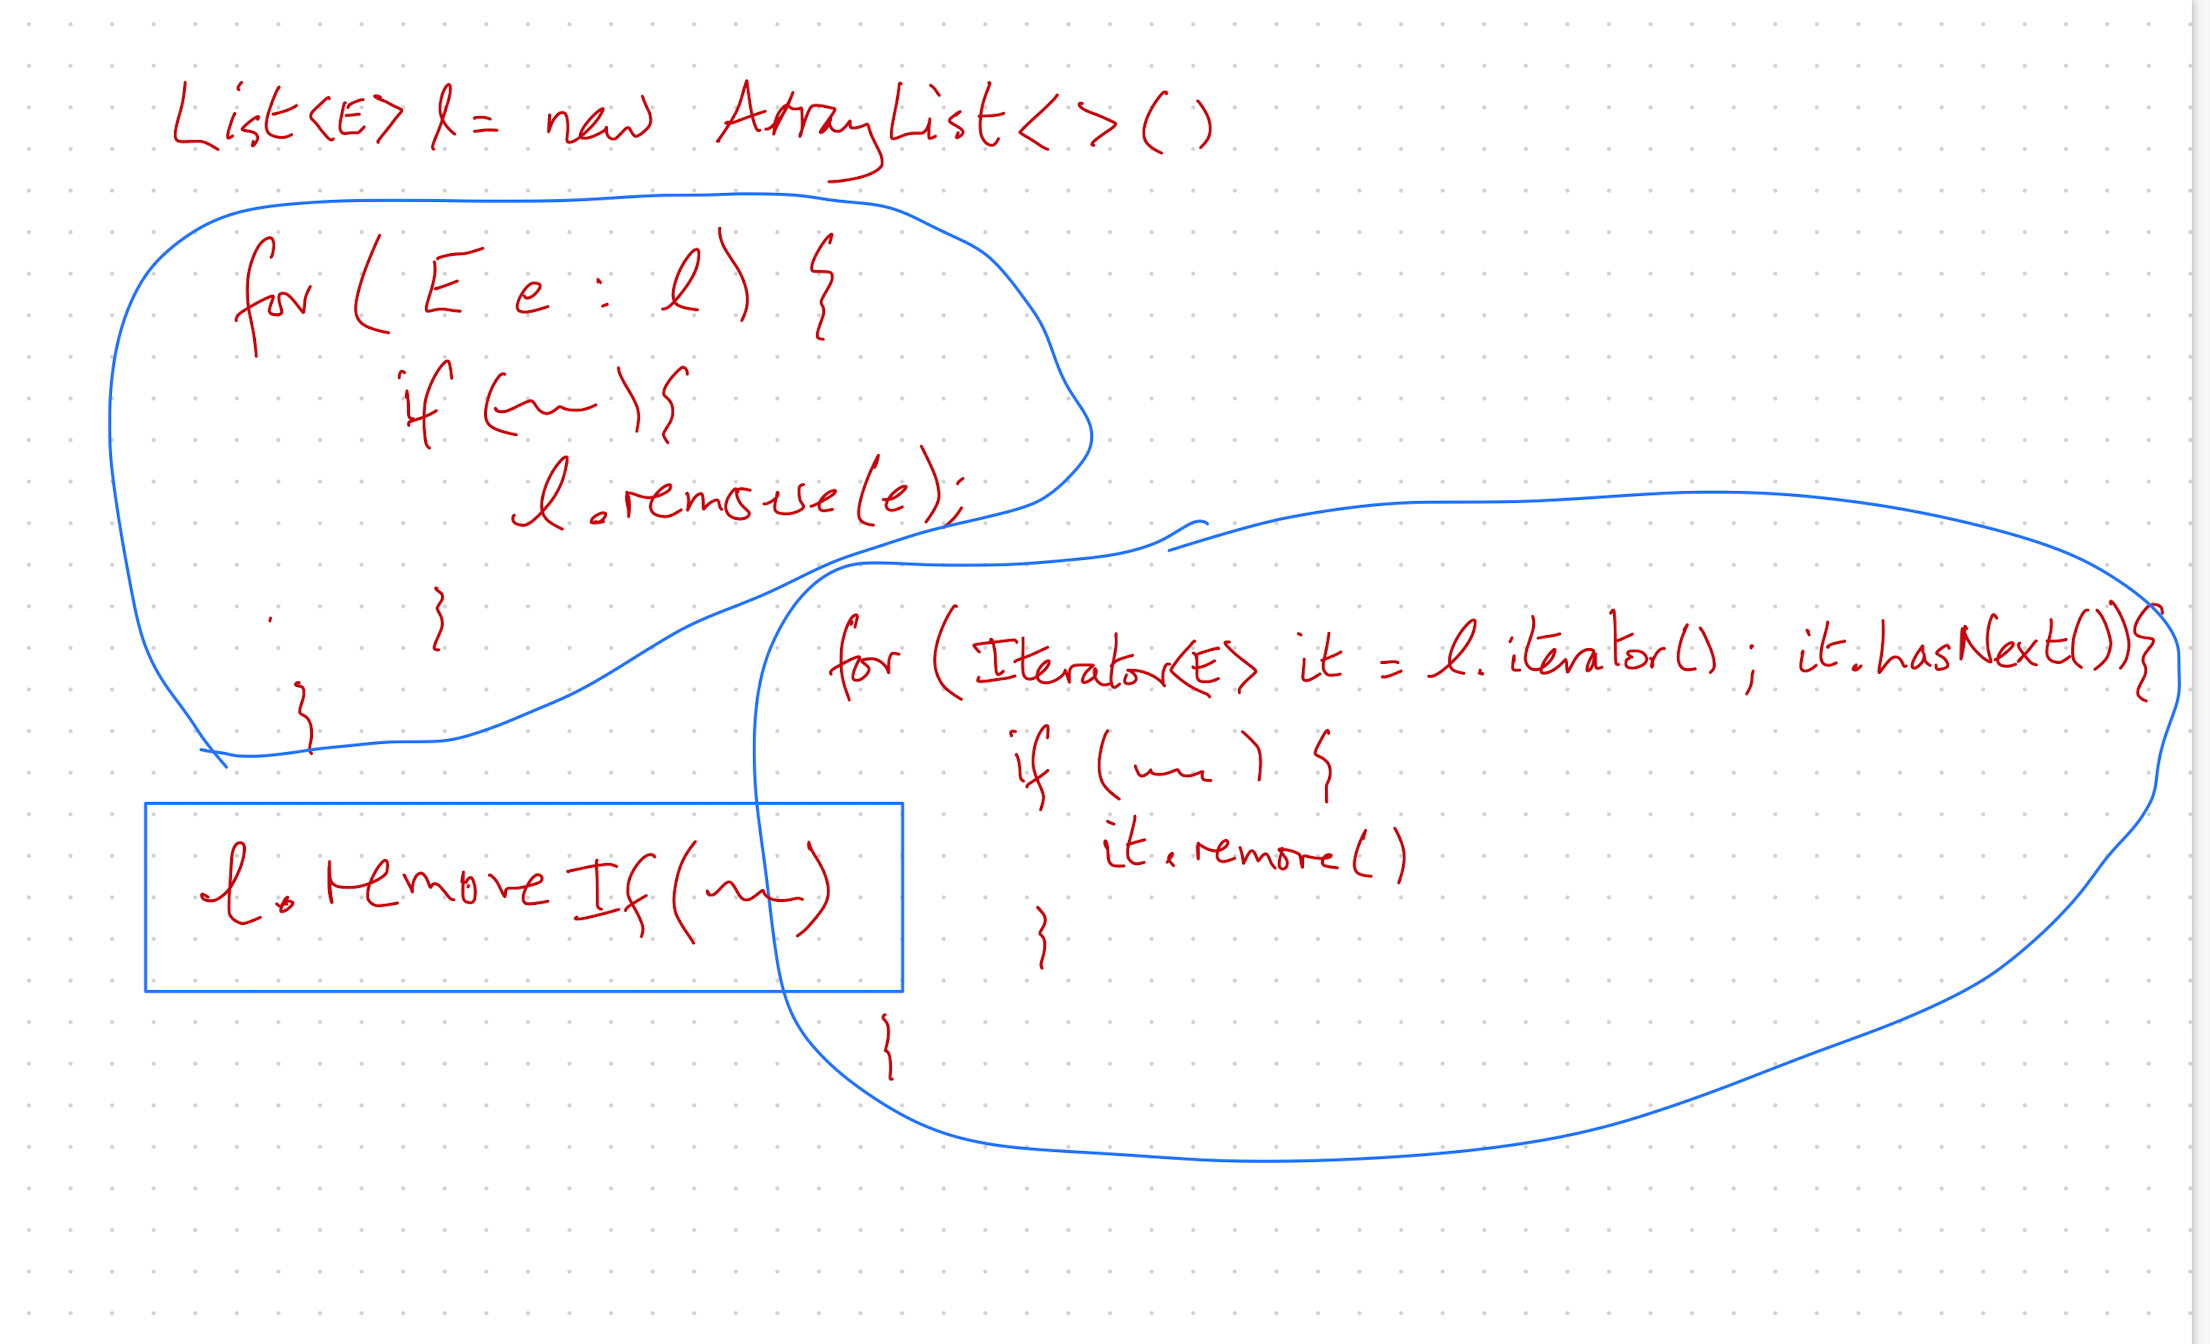 List<E> l = new ArrayList<>()
for (E e : l) {
if (~~) {
l.remove(e);
}
}
for (Iterator<E> it = l.iterator() ; it.hasNext()) {
if (~~) {
it.remove()
}
}
l.removeIf(~~)